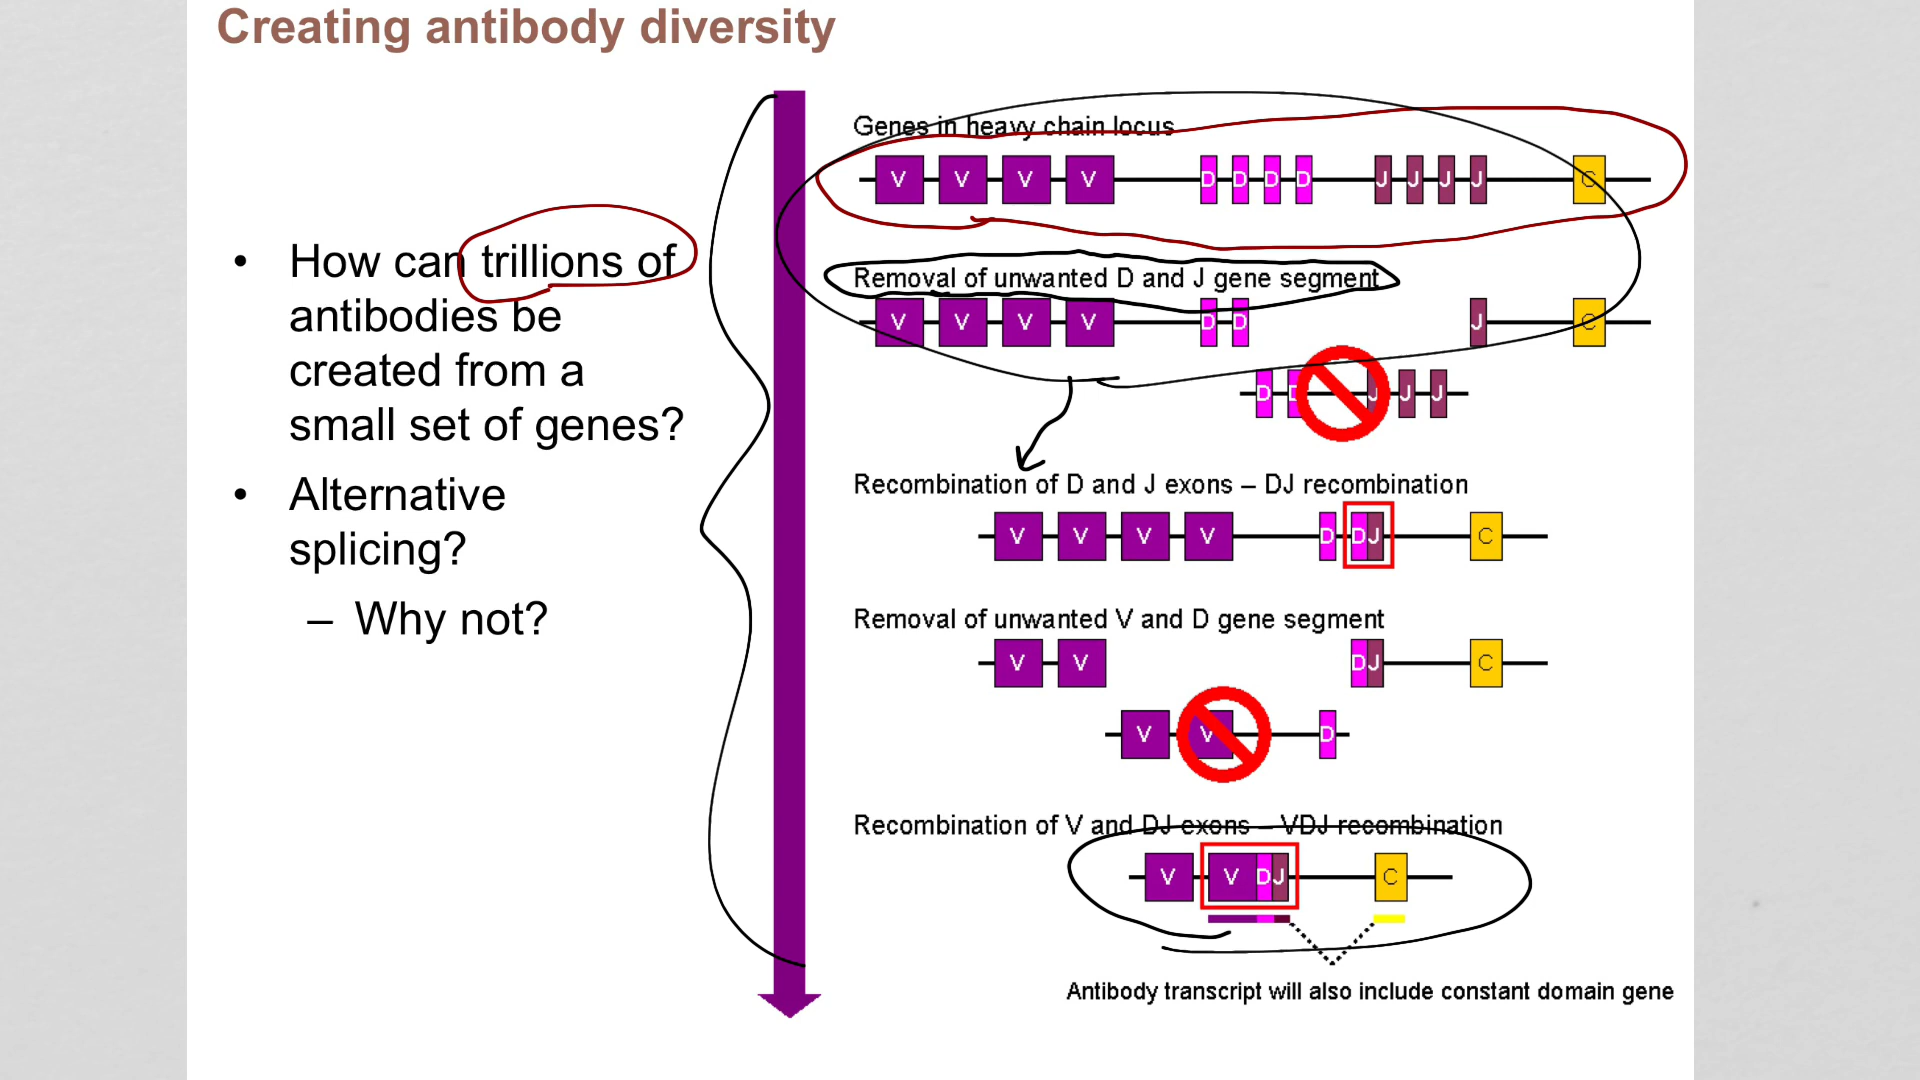 Creating antibody diversity
• How can trillions of
antibodies be
created from a
small set of genes?
• Alternative
splicing?
– Why not?
Genes in heavy chain locus
V V V V D D D D J J J J C
Removal of unwanted D and J gene segment
V V V V D D J C
D D J J J
Recombination of D and J exons – DJ recombination
V V V V D DJ C
Removal of unwanted V and D gene segment
V V DJ C
V V D
Recombination of V and DJ exons – VDJ recombination
V V DJ C
Antibody transcript will also include constant domain gene